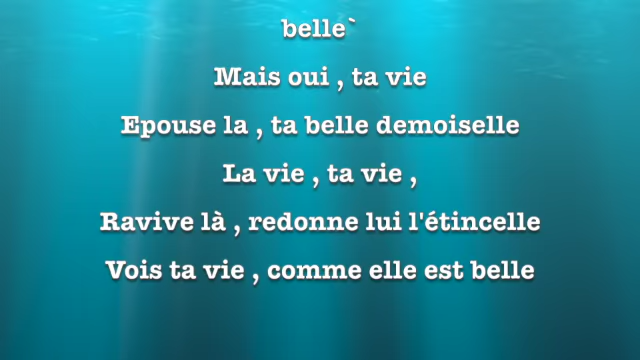 belle`
Mais oui , ta vie
Epouse la , ta belle demoiselle
La vie , ta vie ,
Ravive là , redonne lui l'étincelle
Vois ta vie , comme elle est belle